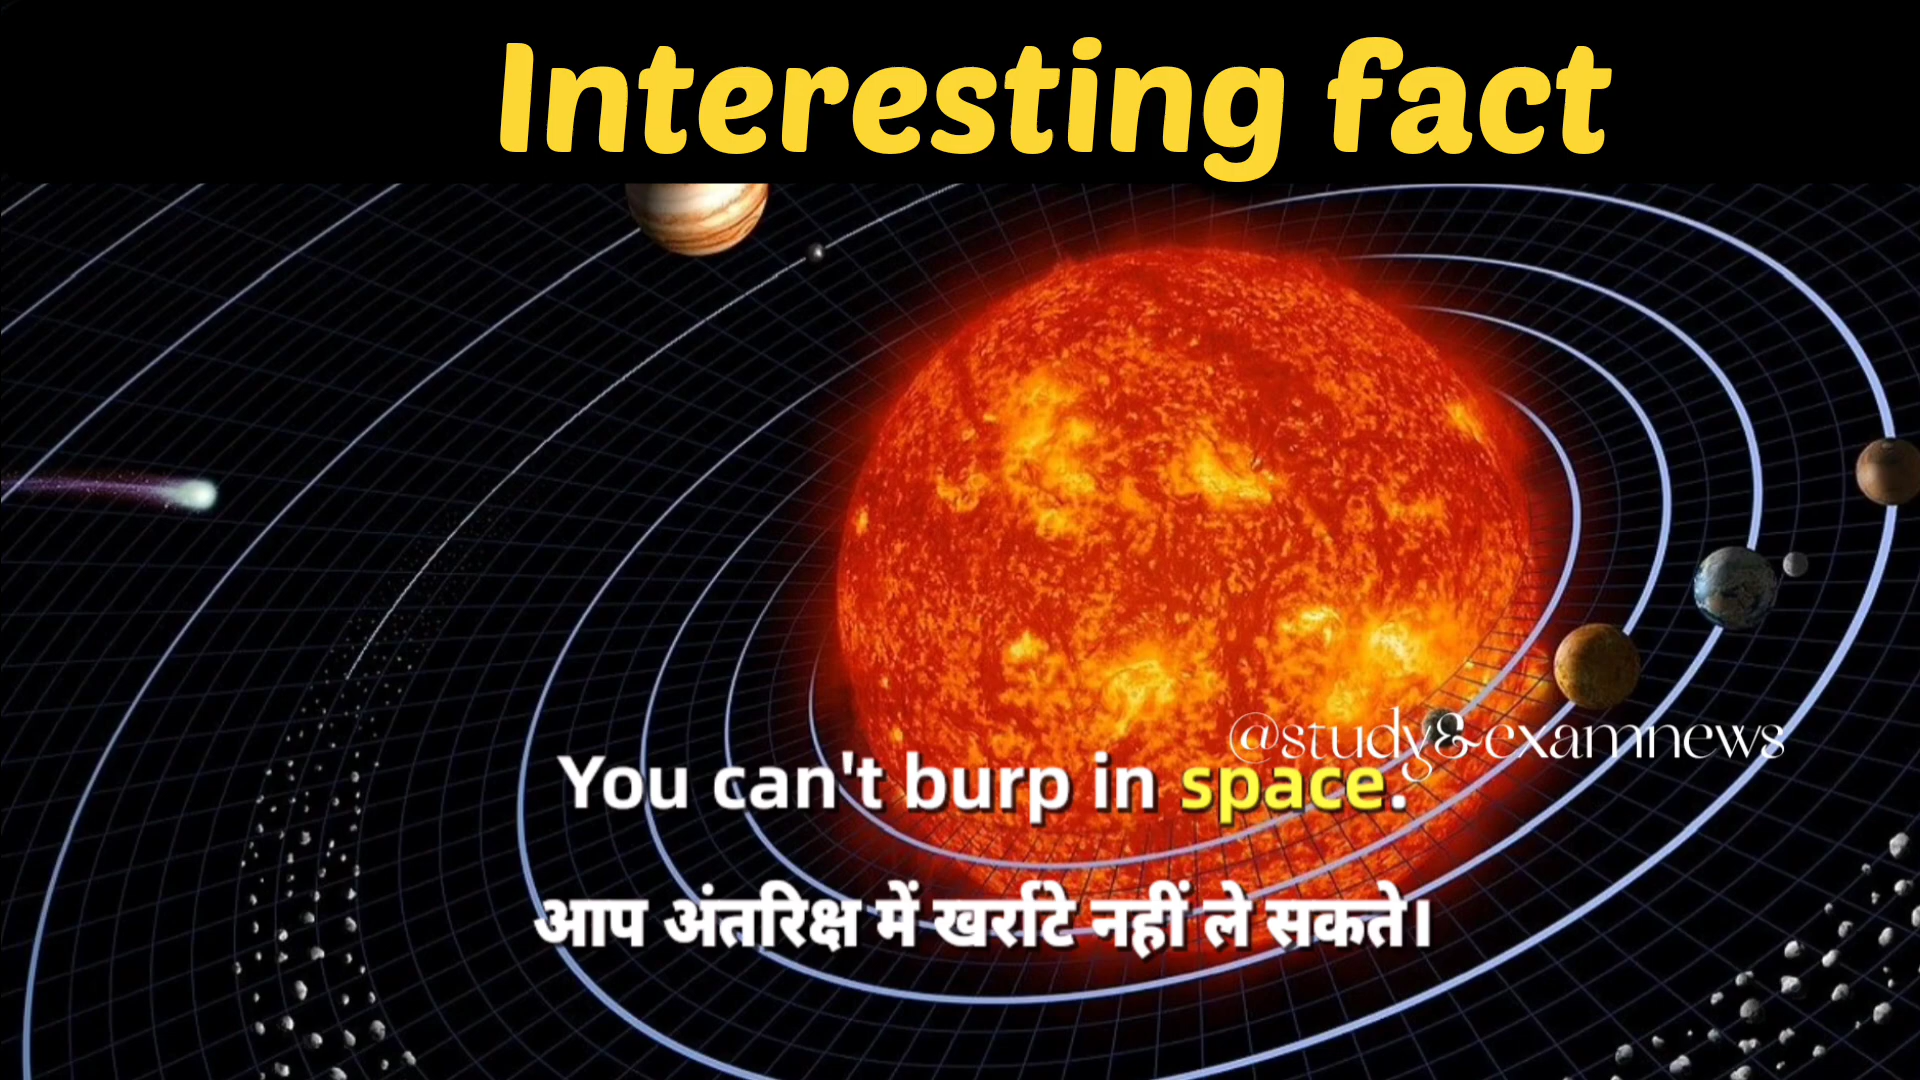 Interesting fact
@study&examnews
You can't burp in space.
आप अंतरिक्ष में खर्राटे नहीं ले सकते।